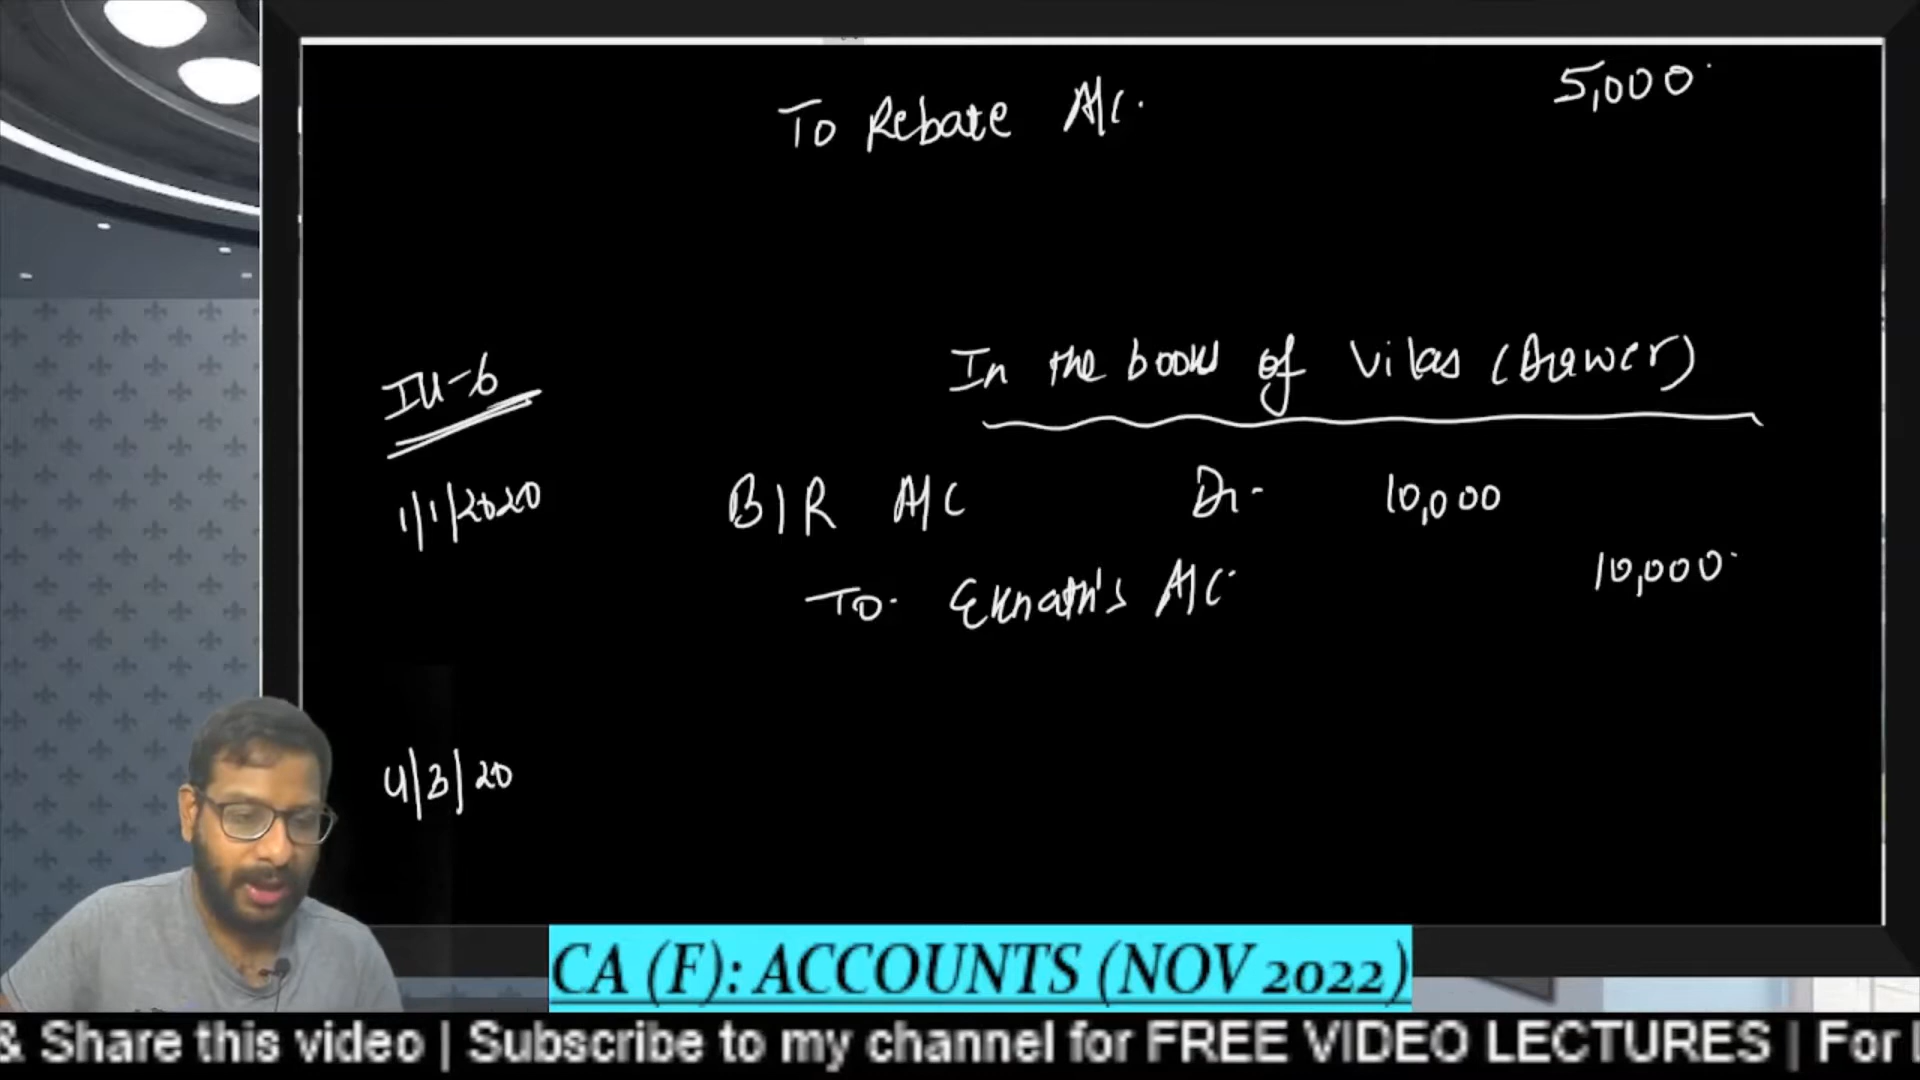 To Rebate A/c. 5,000
Ill-6
In the books of Vilas (Drawer)
1/1/2020 B/R A/C Dr. 10,000
To Eknath's A/C 10,000
4/3/20
CA (F): ACCOUNTS (NOV 2022)
& Share this video | Subscribe to my channel for FREE VIDEO LECTURES | For